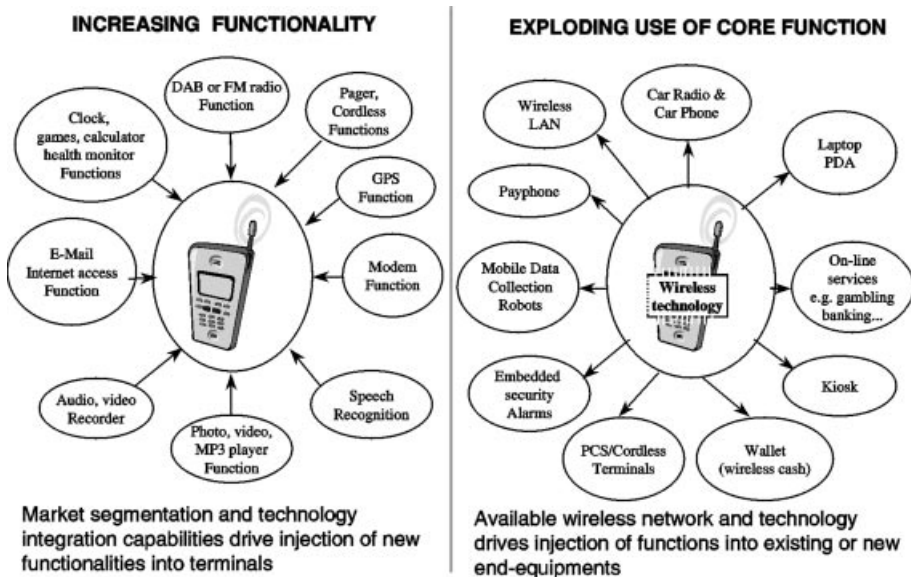 INCREASING FUNCTIONALITY
DAB or FM radio
Function
Pager,
Cordless
Functions
Clock,
games, calculator
health monitor
Functions
GPS
Function
E-Mail
Internet access
Function
Modem
Function
Audio, video
Recorder
Speech
Recognition
Photo, video,
MP3 player
Function
Market segmentation and technology
integration capabilities drive injection of new
functionalities into terminals
EXPLODING USE OF CORE FUNCTION
Wireless
LAN
Car Radio &
Car Phone
Laptop
PDA
Payphone
Mobile Data
Collection
Robots
Wireless
technology
On-line
services
e.g. gambling
banking...
Embedded
security
Alarms
Kiosk
PCS/Cordless
Terminals
Wallet
(wireless cash)
Available wireless network and technology
drives injection of functions into existing or new
end-equipments